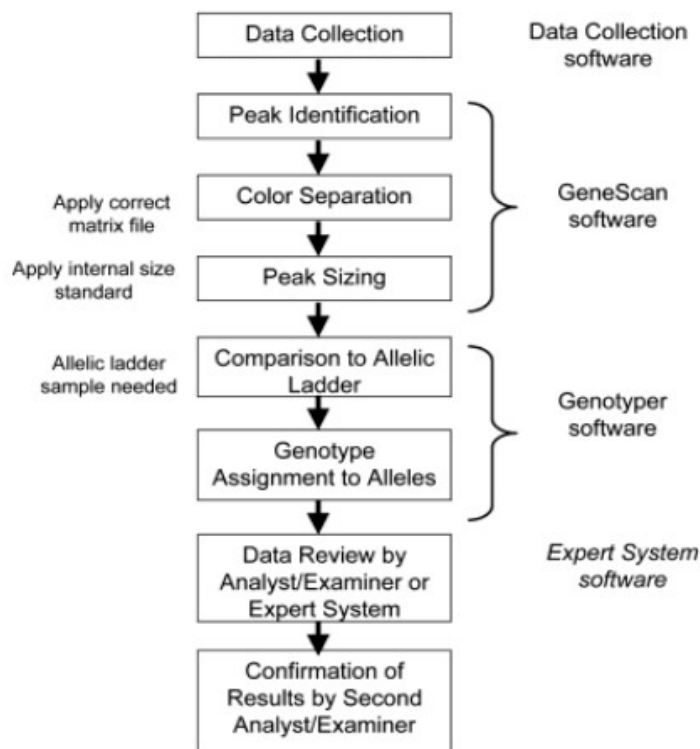 Data Collection
Data Collection
software
Peak Identification
Color Separation
Apply correct
matrix file
GeneScan
software
Peak Sizing
Apply internal size
standard
Comparison to Allelic
Ladder
Allelic ladder
sample needed
Genotyper
software
Genotype
Assignment to Alleles
Data Review by
Analyst/Examiner or
Expert System
Expert System
software
Confirmation of
Results by Second
Analyst/Examiner